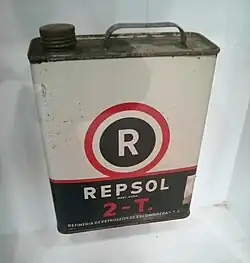 R
REPSOL
2-T.
REFINERIA DE PETROLEOS DE ESCOMBRERAS, S. A.